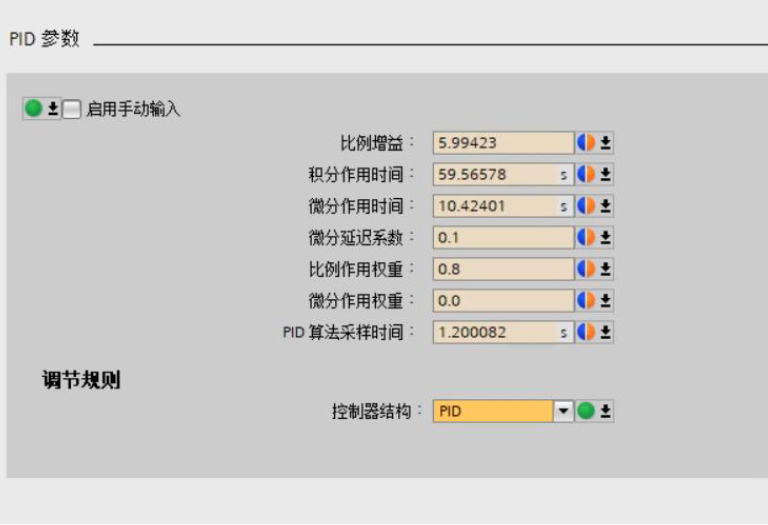 PID 参数
启用手动输入
比例增益： 5.99423
积分作用时间： 59.56578 s
微分作用时间： 10.42401 s
微分延迟系数： 0.1
比例作用权重： 0.8
微分作用权重： 0.0
PID 算法采样时间： 1.200082 s
调节规则
控制器结构： PID